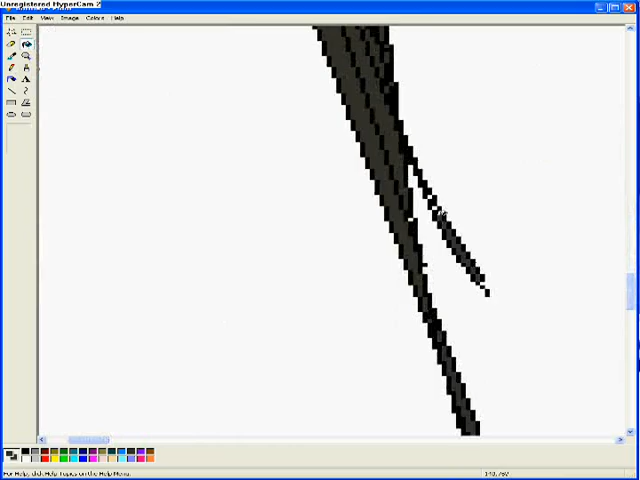 Unregistered HyperCam 2
File Edit View Image Colors Help
For Help, click Help Topics on the Help Menu.